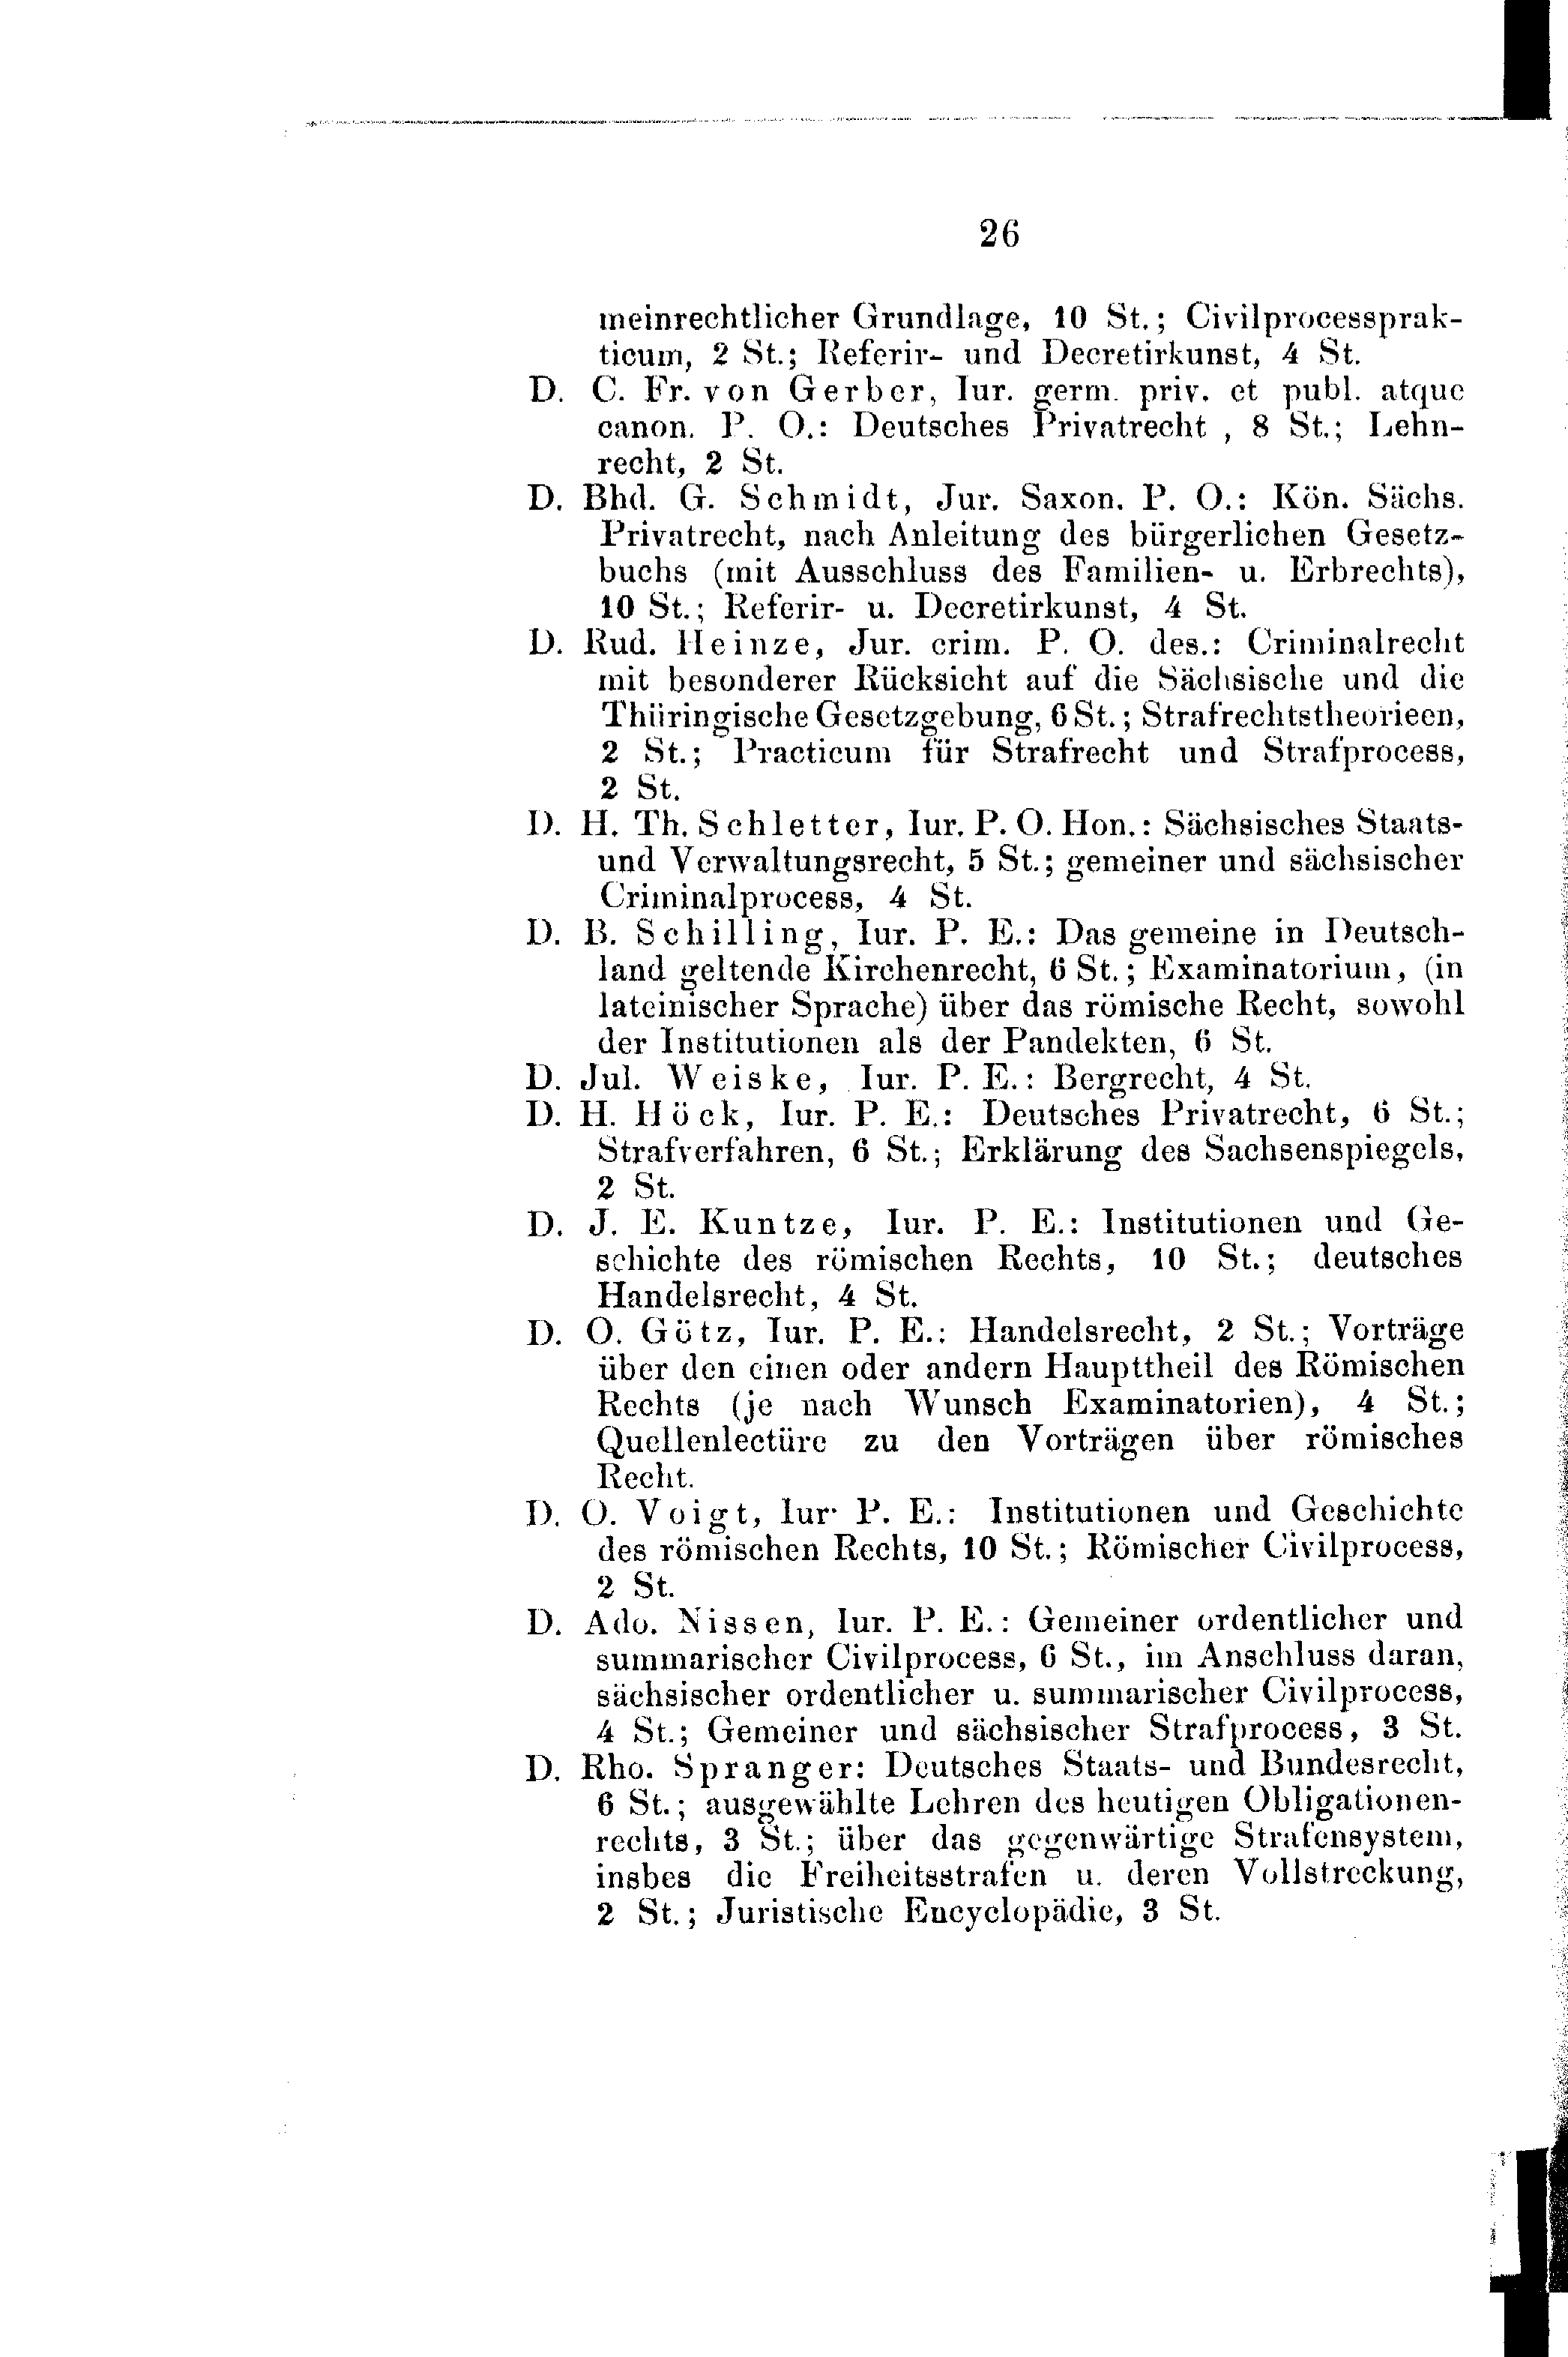 26
meinrechtlicher Grundlage, 10 St.; Civilprocessprak-
ticum, 2 St.; Referir- und Decretirkunst, 4 St.
D. C. Fr. von Gerber, Iur. germ. priv. et publ. atque
canon. P. O.: Deutsches Privatrecht , 8 St.; Lehn-
recht, 2 St.
D. Bhd. G. Schmidt, Jur. Saxon. P. O.: Kön. Sächs.
Privatrecht, nach Anleitung des bürgerlichen Gesetz-
buchs (mit Ausschluss des Familien- u. Erbrechts),
10 St.; Referir- u. Decretirkunst, 4 St.
D. Rud. Heinze, Jur. crim. P. O. des.: Criminalrecht
mit besonderer Rücksicht auf die Sächsische und die
Thüringische Gesetzgebung, 6 St.; Strafrechtstheorieen,
2 St.; Practicum für Strafrecht und Strafprocess,
2 St.
D. H. Th. Schletter, Iur. P. O. Hon.: Sächsisches Staats-
und Verwaltungsrecht, 5 St.; gemeiner und sächsischer
Criminalprocess, 4 St.
D. B. Schilling, Iur. P. E.: Das gemeine in Deutsch-
land geltende Kirchenrecht, 6 St.; Examinatorium, (in
lateinischer Sprache) über das römische Recht, sowohl
der Institutionen als der Pandekten, 6 St.
D. Jul. Weiske, Iur. P. E.: Bergrecht, 4 St.
D. H. Höck, Iur. P. E.: Deutsches Privatrecht, 6 St.;
Strafverfahren, 6 St.; Erklärung des Sachsenspiegels,
2 St.
D. J. E. Kuntze, Iur. P. E.: Institutionen und Ge-
schichte des römischen Rechts, 10 St.; deutsches
Handelsrecht, 4 St.
D. O. Götz, Iur. P. E.: Handelsrecht, 2 St.; Vorträge
über den einen oder andern Haupttheil des Römischen
Rechts (je nach Wunsch Examinatorien), 4 St.;
Quellenlectüre zu den Vorträgen über römisches
Recht.
D. O. Voigt, Iur· P. E.: Institutionen und Geschichte
des römischen Rechts, 10 St.; Römischer Civilprocess,
2 St.
D. Ado. Nissen, Iur. P. E.: Gemeiner ordentlicher und
summarischer Civilprocess, 6 St., im Anschluss daran,
sächsischer ordentlicher u. summarischer Civilprocess,
4 St.; Gemeiner und sächsischer Strafprocess, 3 St.
D. Rho. Spranger: Deutsches Staats- und Bundesrecht,
6 St.; ausgewählte Lehren des heutigen Obligationen-
rechts, 3 St.; über das gegenwärtige Strafensystem,
insbes die Freiheitsstrafen u. deren Vollstreckung,
2 St.; Juristische Encyclopädie, 3 St.